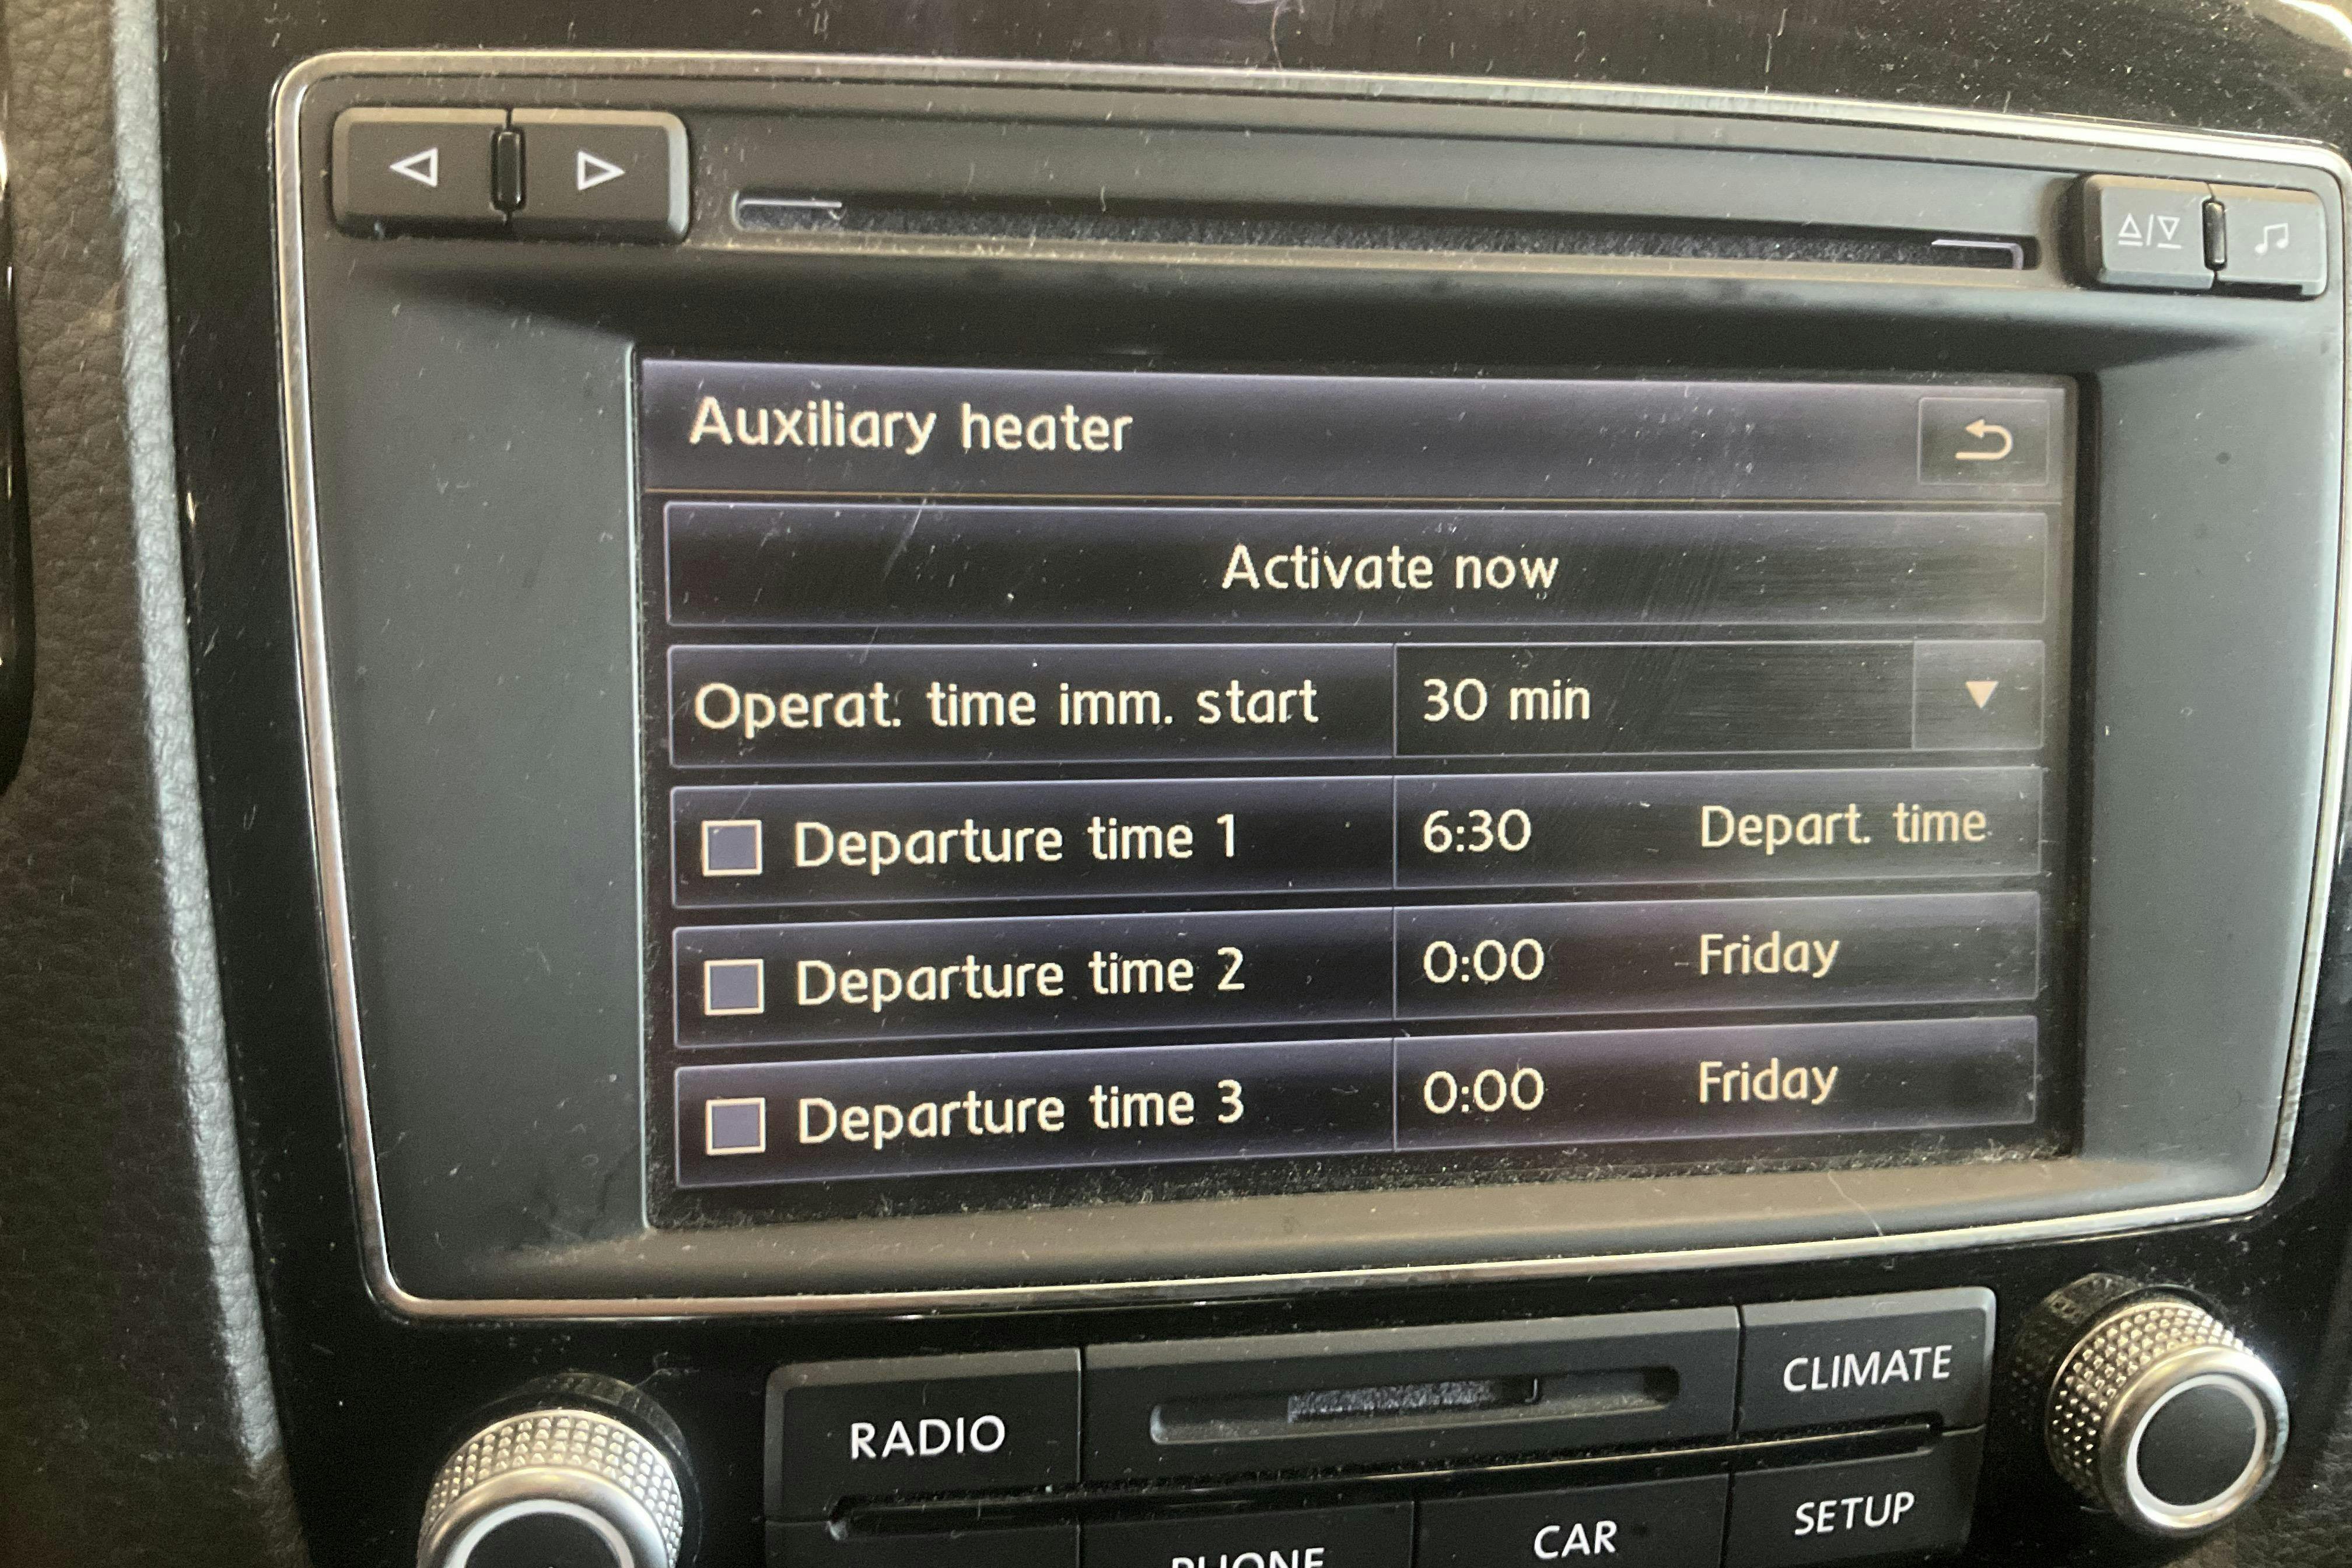 Auxiliary heater
Activate now
Operat. time imm. start 30 min
Departure time 1 6:30 Depart. time
Departure time 2 0:00 Friday
Departure time 3 0:00 Friday
RADIO CLIMATE
PHONE CAR SETUP